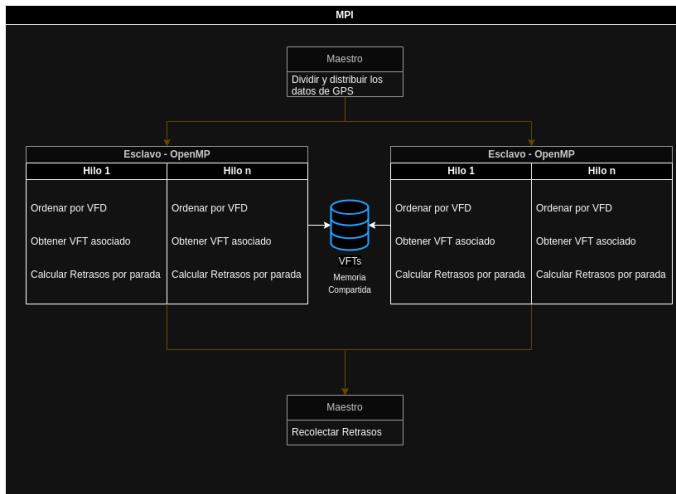 MPI
Maestro
Dividir y distribuir los
datos de GPS
Esclavo - OpenMP
Hilo 1
Hilo n
Ordenar por VFD
Ordenar por VFD
Obtener VFT asociado
Obtener VFT asociado
Calcular Retrasos por parada
Calcular Retrasos por parada
VFTs
Memoria
Compartida
Esclavo - OpenMP
Hilo 1
Hilo n
Ordenar por VFD
Ordenar por VFD
Obtener VFT asociado
Obtener VFT asociado
Calcular Retrasos por parada
Calcular Retrasos por parada
Maestro
Recolectar Retrasos